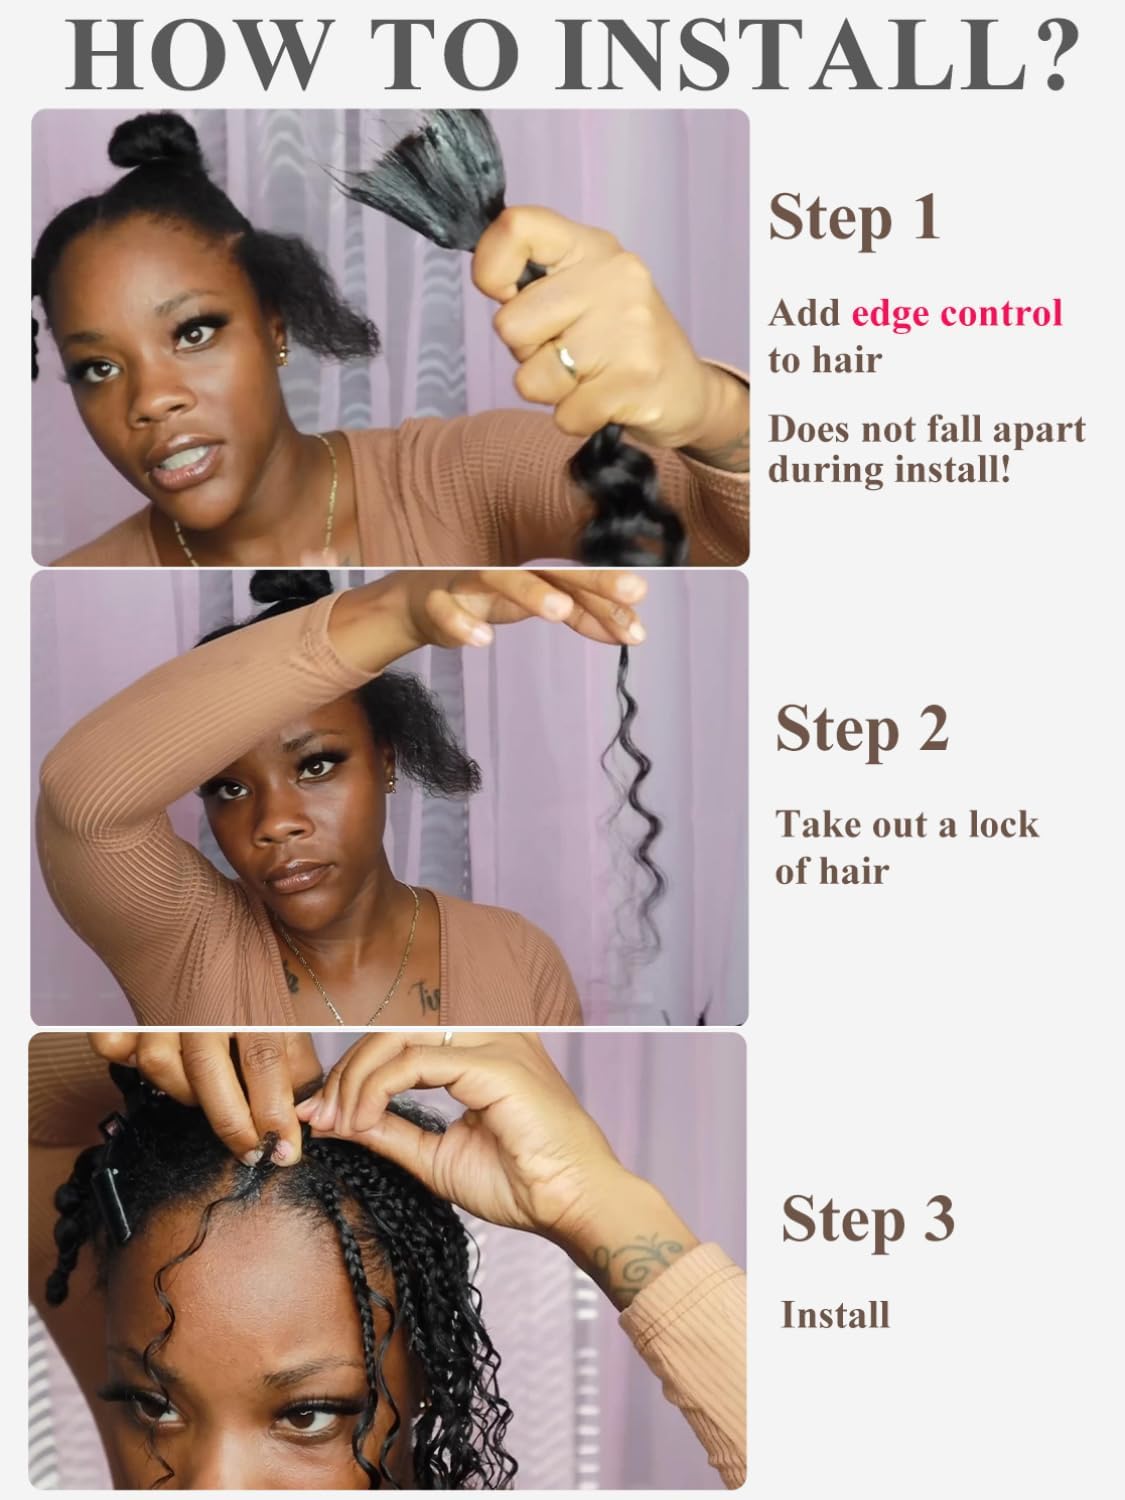 HOW TO INSTALL?
Step 1
Add edge control
to hair
Does not fall apart
during install!
Step 2
Take out a lock
of hair
Step 3
Install